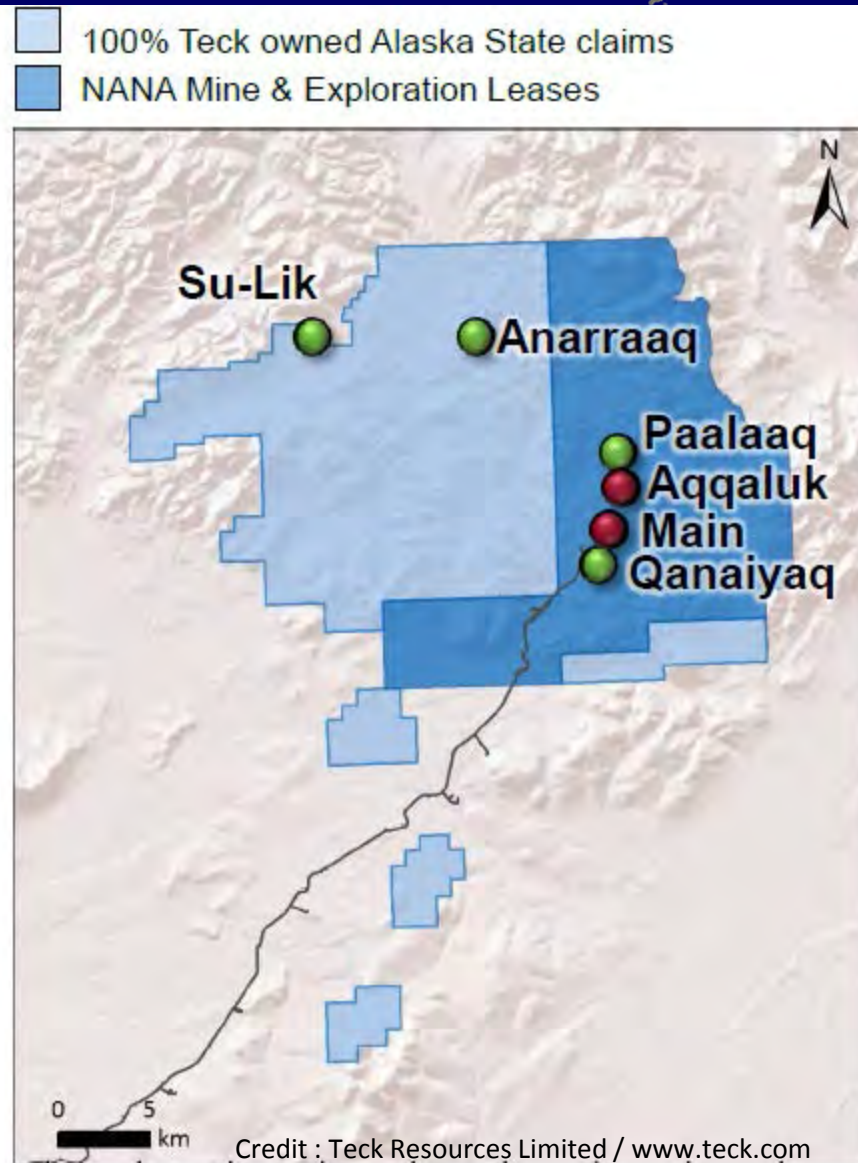 100% Teck owned Alaska State claims
NANA Mine & Exploration Leases
N
Su-Lik
Anarraaq
Paalaaq
Aqqaluk
Main
Qanaiyaq
0 5
km
Credit : Teck Resources Limited / www.teck.com